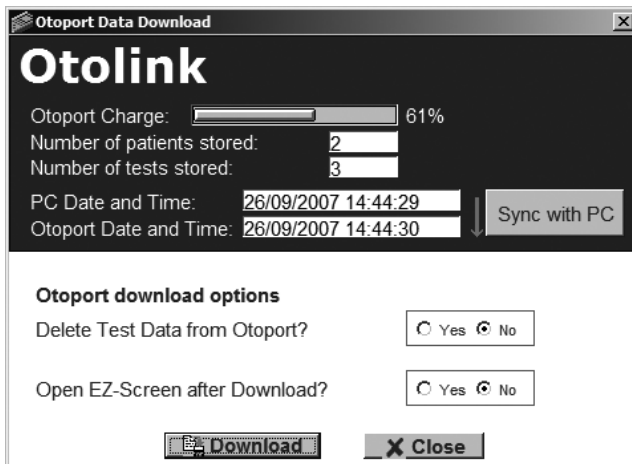 Otoport Data Download
Otolink
Otoport Charge: 61%
Number of patients stored: 2
Number of tests stored: 3
PC Date and Time: 26/09/2007 14:44:29
Otoport Date and Time: 26/09/2007 14:44:30
Sync with PC
Otoport download options
Delete Test Data from Otoport? Yes No
Open EZ-Screen after Download? Yes No
Download Close